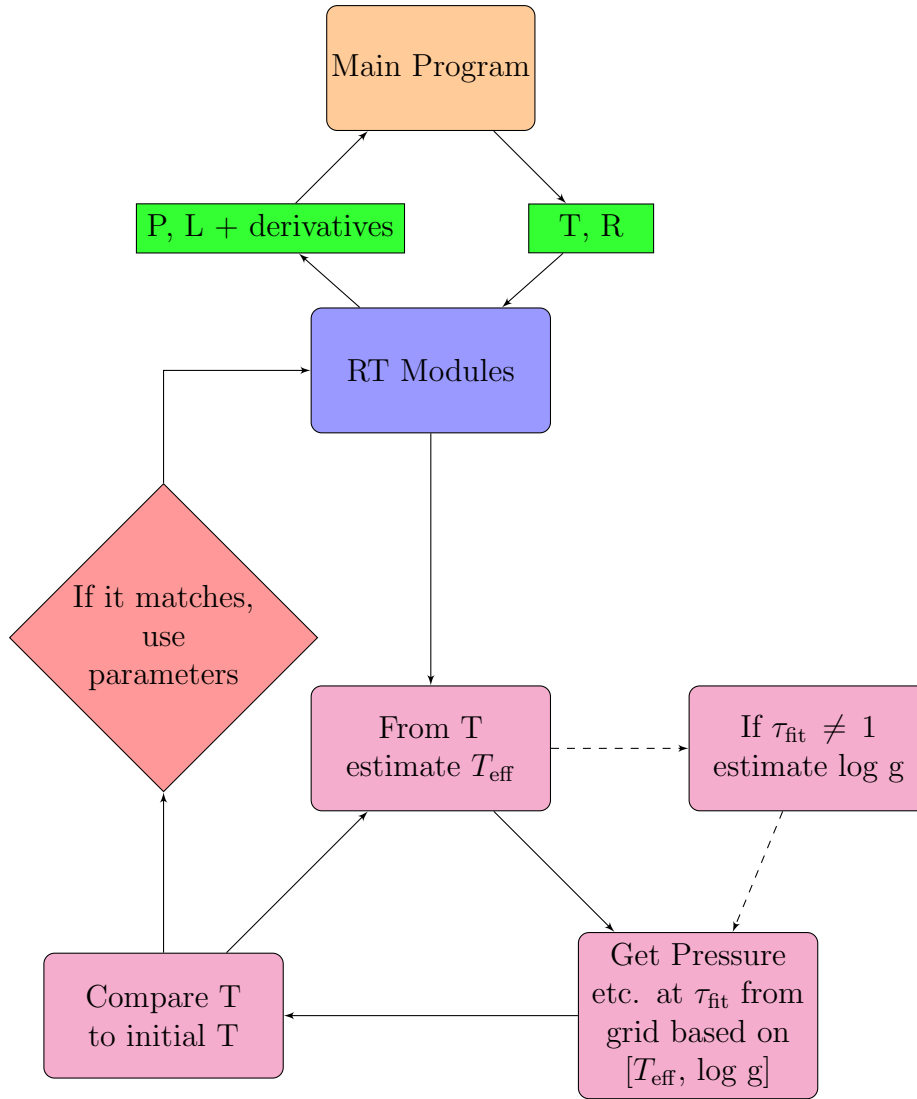 Main Program
P, L + derivatives
T, R
RT Modules
If it matches,
use
parameters
From T
estimate T_eff
If τ_fit ≠ 1
estimate log g
Compare T
to initial T
Get Pressure
etc. at τ_fit from
grid based on
[T_eff, log g]